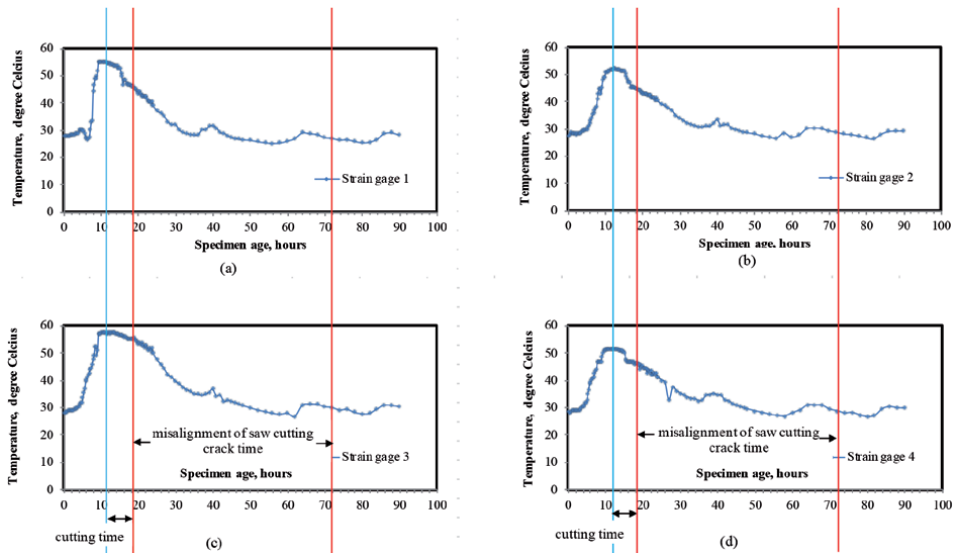 Temperature, degree Celcius
60
50
40
30
20
10
0
Strain gage 1
0 10 20 30 40 50 60 70 80 90 100
Specimen age, hours
(a)
Temperature, degree Celcius
60
50
40
30
20
10
0
Strain gage 2
0 10 20 30 40 50 60 70 80 90 100
Specimen age, hours
(b)
Temperature, degree Celcius
60
50
40
30
20
10
0
misalignment of saw cutting
crack time
Strain gage 3
Specimen age, hours
0 10 20 30 40 50 60 70 80 90 100
cutting time
(c)
Temperature, degree Celcius
60
50
40
30
20
10
0
misalignment of saw cutting
crack time
Strain gage 4
Specimen age, hours
0 10 20 30 40 50 60 70 80 90 100
cutting time
(d)